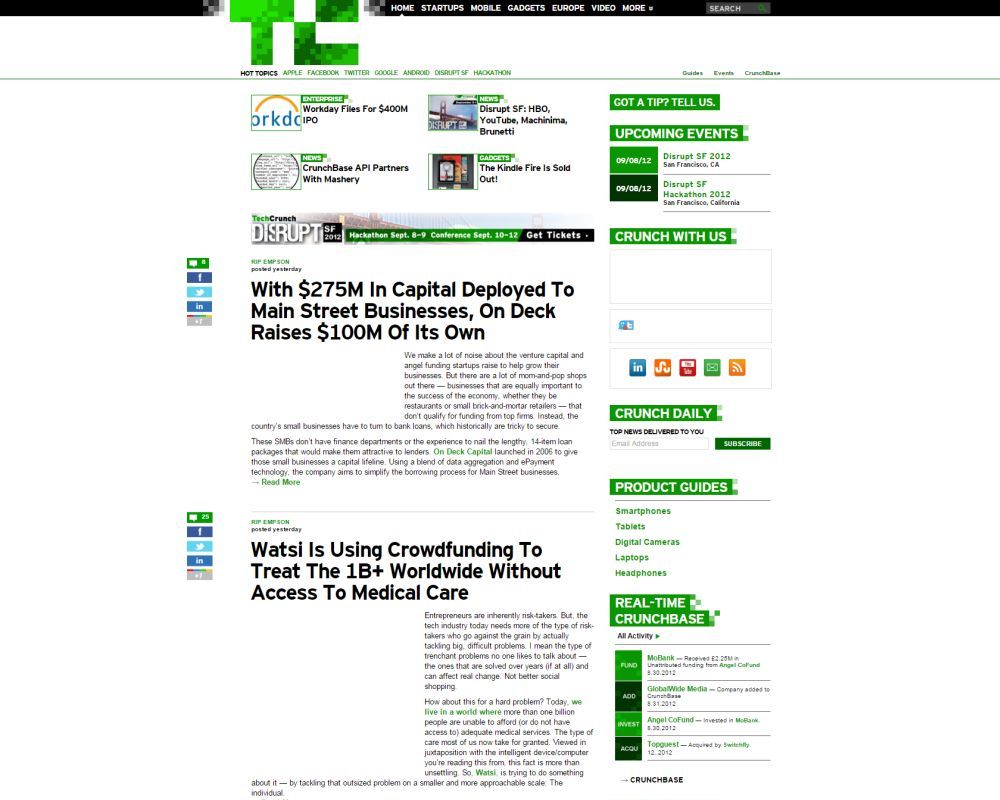 HOME STARTUPS MOBILE GADGETS EUROPE VIDEO MORE
SEARCH
HOT TOPICS APPLE FACEBOOK TWITTER GOOGLE ANDROID DISRUPT SF HACKATHON
Guides Events CrunchBase
ENTERPRISE
Workday Files For $400M
IPO
NEWS
Disrupt SF: HBO,
YouTube, Machinima,
Brunetti
NEWS
CrunchBase API Partners
With Mashery
GADGETS
The Kindle Fire Is Sold
Out!
TechCrunch
DISRUPT SF 2012 Hackathon Sept. 8-9 Conference Sept. 10-12 Get Tickets
8
RIP EMPSON
posted yesterday
With $275M In Capital Deployed To
Main Street Businesses, On Deck
Raises $100M Of Its Own
We make a lot of noise about the venture capital and
angel funding startups raise to help grow their
businesses. But there are a lot of mom-and-pop shops
out there — businesses that are equally important to
the success of the economy, whether they be
restaurants or small brick-and-mortar retailers — that
don't qualify for funding from top firms. Instead, the
country's small businesses have to turn to bank loans, which historically are tricky to secure.
These SMBs don't have finance departments or the experience to nail the lengthy, 14-item loan
packages that would make them attractive to lenders. On Deck Capital launched in 2006 to give
those small businesses a capital lifeline. Using a blend of data aggregation and ePayment
technology, the company aims to simplify the borrowing process for Main Street businesses.
→ Read More
25
RIP EMPSON
posted yesterday
Watsi Is Using Crowdfunding To
Treat The 1B+ Worldwide Without
Access To Medical Care
Entrepreneurs are inherently risk-takers. But, the
tech industry today needs more of the type of risk-
takers who go against the grain by actually
tackling big, difficult problems. I mean the type of
trenchant problems no one likes to talk about —
the ones that are solved over years (if at all) and
can affect real change. Not better social
shopping.
How about this for a hard problem? Today, we
live in a world where more than one billion
people are unable to afford (or do not have
access to) adequate medical services. The type of
care most of us now take for granted. Viewed in
juxtaposition with the intelligent device/computer
you're reading this from, this fact is more than
unsettling. So, Watsi, is trying to do something
about it — by tackling that outsized problem on a smaller and more approachable scale: The
individual.
GOT A TIP? TELL US.
UPCOMING EVENTS
09/08/12 Disrupt SF 2012
San Francisco, CA
09/08/12 Disrupt SF
Hackathon 2012
San Francisco, California
CRUNCH WITH US
CRUNCH DAILY
TOP NEWS DELIVERED TO YOU
Email Address SUBSCRIBE
PRODUCT GUIDES
Smartphones
Tablets
Digital Cameras
Laptops
Headphones
REAL-TIME
CRUNCHBASE
All Activity
FUND MoBank — Received £2.25M in
Unattributed funding from Angel CoFund
8.30.2012
ADD GlobalWide Media — Company added to
CrunchBase
8.31.2012
INVEST Angel CoFund — Invested in MoBank.
8.30.2012
ACQU Topguest — Acquired by Switchfly.
12..2012
→ CRUNCHBASE